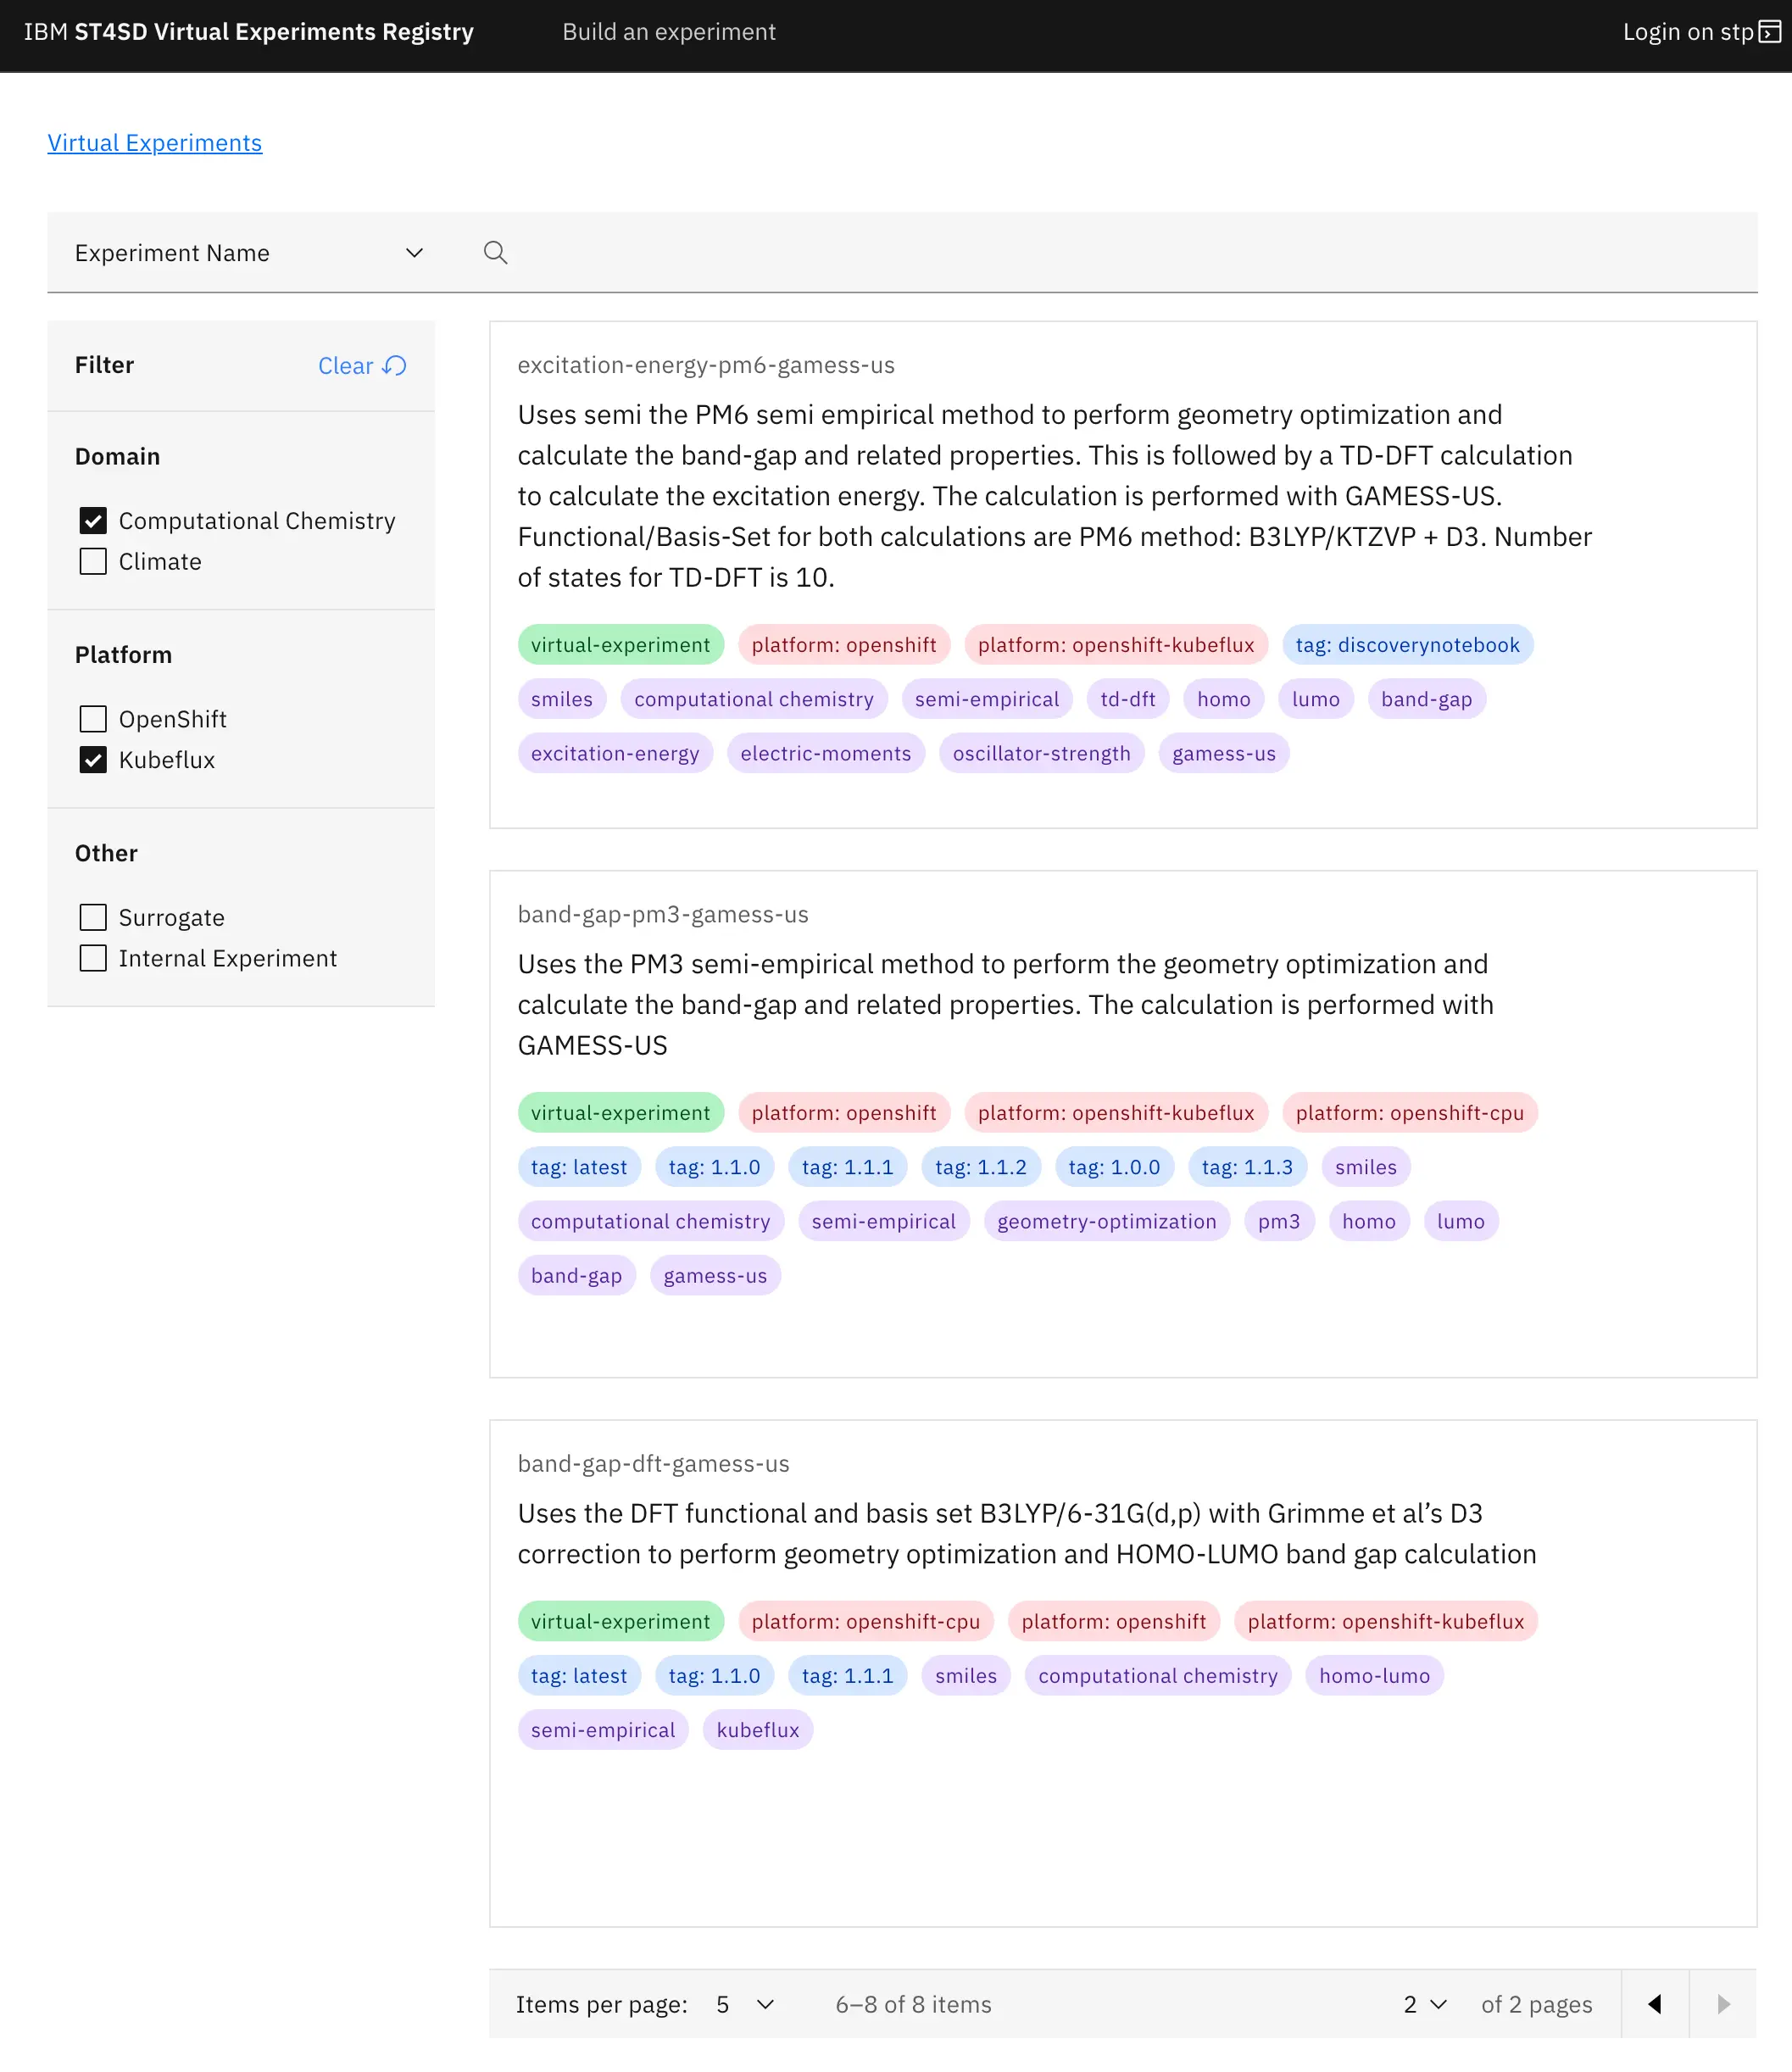 IBM ST4SD Virtual Experiments Registry
Build an experiment
Login on stp
Virtual Experiments
Experiment Name
Filter
Clear
Domain
Computational Chemistry
Climate
Platform
OpenShift
Kubeflux
Other
Surrogate
Internal Experiment
excitation-energy-pm6-gamess-us
Uses semi the PM6 semi empirical method to perform geometry optimization and
calculate the band-gap and related properties. This is followed by a TD-DFT calculation
to calculate the excitation energy. The calculation is performed with GAMESS-US.
Functional/Basis-Set for both calculations are PM6 method: B3LYP/KTZVP + D3. Number
of states for TD-DFT is 10.
virtual-experiment platform: openshift platform: openshift-kubeflux tag: discoverynotebook
smiles computational chemistry semi-empirical td-dft homo lumo band-gap
excitation-energy electric-moments oscillator-strength gamess-us
band-gap-pm3-gamess-us
Uses the PM3 semi-empirical method to perform the geometry optimization and
calculate the band-gap and related properties. The calculation is performed with
GAMESS-US
virtual-experiment platform: openshift platform: openshift-kubeflux platform: openshift-cpu
tag: latest tag: 1.1.0 tag: 1.1.1 tag: 1.1.2 tag: 1.0.0 tag: 1.1.3 smiles
computational chemistry semi-empirical geometry-optimization pm3 homo lumo
band-gap gamess-us
band-gap-dft-gamess-us
Uses the DFT functional and basis set B3LYP/6-31G(d,p) with Grimme et al’s D3
correction to perform geometry optimization and HOMO-LUMO band gap calculation
virtual-experiment platform: openshift-cpu platform: openshift platform: openshift-kubeflux
tag: latest tag: 1.1.0 tag: 1.1.1 smiles computational chemistry homo-lumo
semi-empirical kubeflux
Items per page: 5 6–8 of 8 items 2 of 2 pages